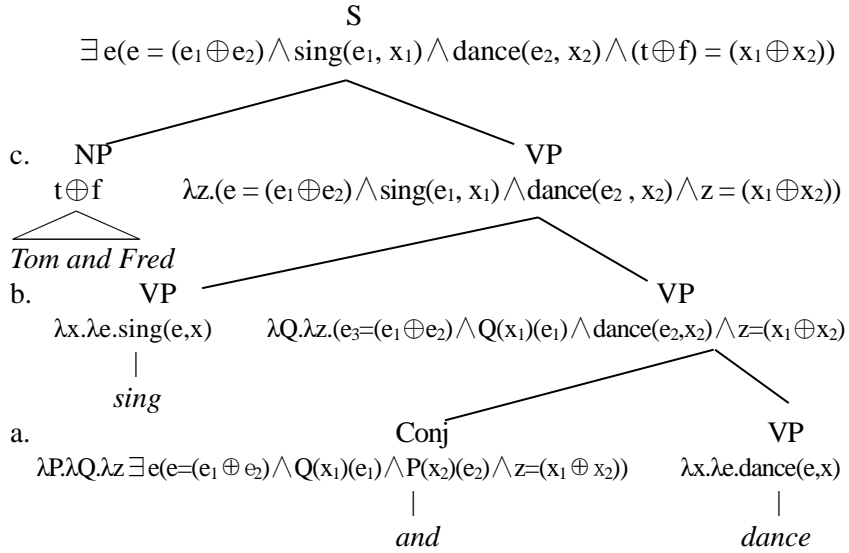 S
∃ e(e = (e₁⊕e₂) ∧ sing(e₁, x₁) ∧ dance(e₂, x₂) ∧ (t⊕f) = (x₁⊕x₂))
c. NP VP
t⊕f λz.(e = (e₁⊕e₂) ∧ sing(e₁, x₁) ∧ dance(e₂ , x₂) ∧ z = (x₁⊕x₂))
Tom and Fred
b. VP VP
λx.λe.sing(e,x) λQ.λz.(e₃=(e₁⊕e₂) ∧ Q(x₁)(e₁) ∧ dance(e₂,x₂) ∧ z=(x₁⊕x₂)
sing
a. Conj VP
λP.λQ.λz ∃ e(e=(e₁ ⊕ e₂) ∧ Q(x₁)(e₁) ∧ P(x₂)(e₂) ∧ z=(x₁ ⊕ x₂)) λx.λe.dance(e,x)
and dance